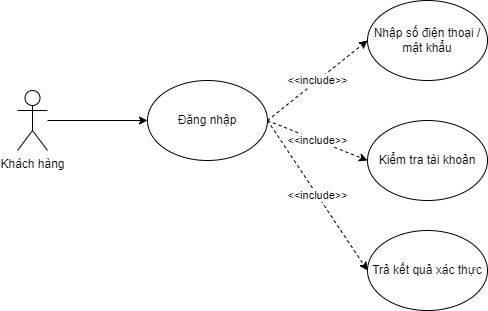 Nhập số điện thoại /
mật khẩu
<<include>>
Đăng nhập
<<include>>
Khách hàng
Kiểm tra tài khoản
<<include>>
Trả kết quả xác thực